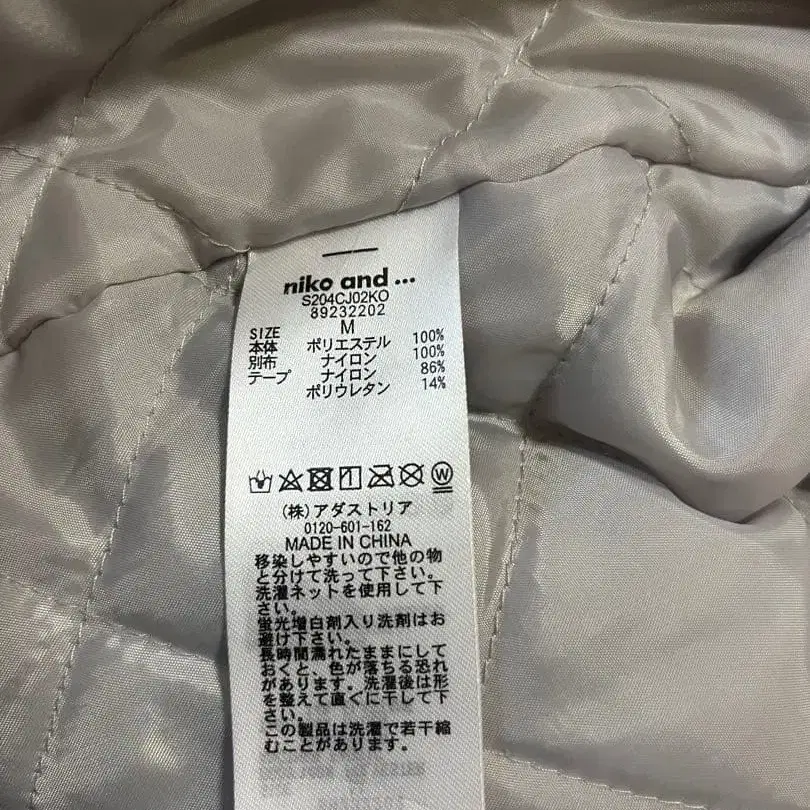 niko and ...
S204CJ02KO
89232202
SIZE M
本体 ポリエステル 100%
別布 ナイロン 100%
テープ ナイロン 86%
ポリウレタン 14%
W
(株)アダストリア
0120-601-162
MADE IN CHINA
移染しやすいので他の物
と分けて洗って下さい。
洗濯ネットを使用して下
さい。
蛍光増白剤入り洗剤はお
避け下さい。
長時間濡れたままにして
おくと、色が落ちる恐れ
があります。洗濯後は形
を整えて直ぐに干して下
さい。
この製品は洗濯で若干縮
むことがあります。